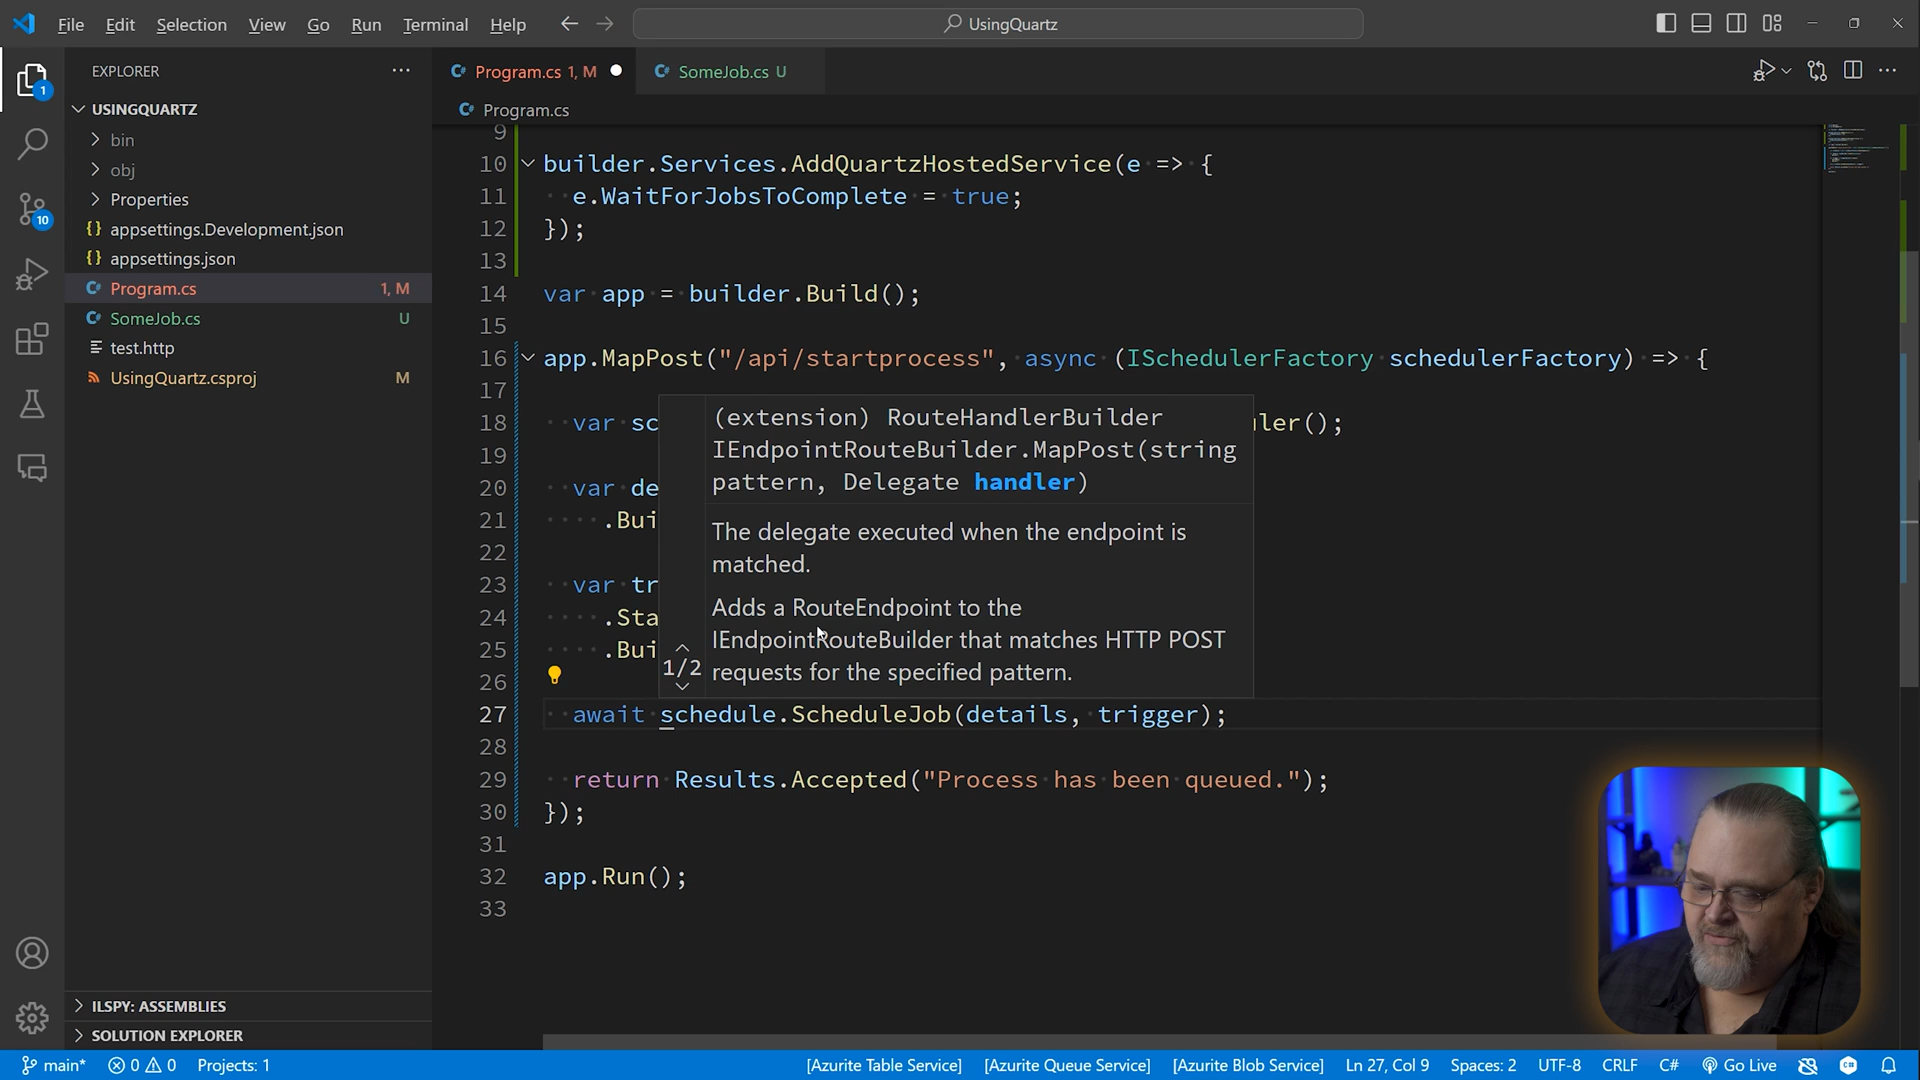 File Edit Selection View Go Run Terminal Help
UsingQuartz
EXPLORER
USINGQUARTZ
bin
obj
Properties
{} appsettings.Development.json
{} appsettings.json
Program.cs 1, M
SomeJob.cs U
test.http
UsingQuartz.csproj M
ILSPY: ASSEMBLIES
SOLUTION EXPLORER
1
10
Program.cs 1, M
SomeJob.cs U
Program.cs
9
10 builder.Services.AddQuartzHostedService(e => {
11 e.WaitForJobsToComplete = true;
12 });
13
14 var app = builder.Build();
15
16 app.MapPost("/api/startprocess", async (ISchedulerFactory schedulerFactory) => {
17
18 var sc ler();
19
20 var de
21 .Bui
22
23 var tr
24 .Sta
25 .Bui
26
27 await schedule.ScheduleJob(details, trigger);
28
29 return Results.Accepted("Process has been queued.");
30 });
31
32 app.Run();
33
(extension) RouteHandlerBuilder
IEndpointRouteBuilder.MapPost(string
pattern, Delegate handler)
The delegate executed when the endpoint is
matched.
Adds a RouteEndpoint to the
IEndpointRouteBuilder that matches HTTP POST
requests for the specified pattern.
1/2
main* 0 0 Projects: 1 [Azurite Table Service] [Azurite Queue Service] [Azurite Blob Service] Ln 27, Col 9 Spaces: 2 UTF-8 CRLF C# Go Live